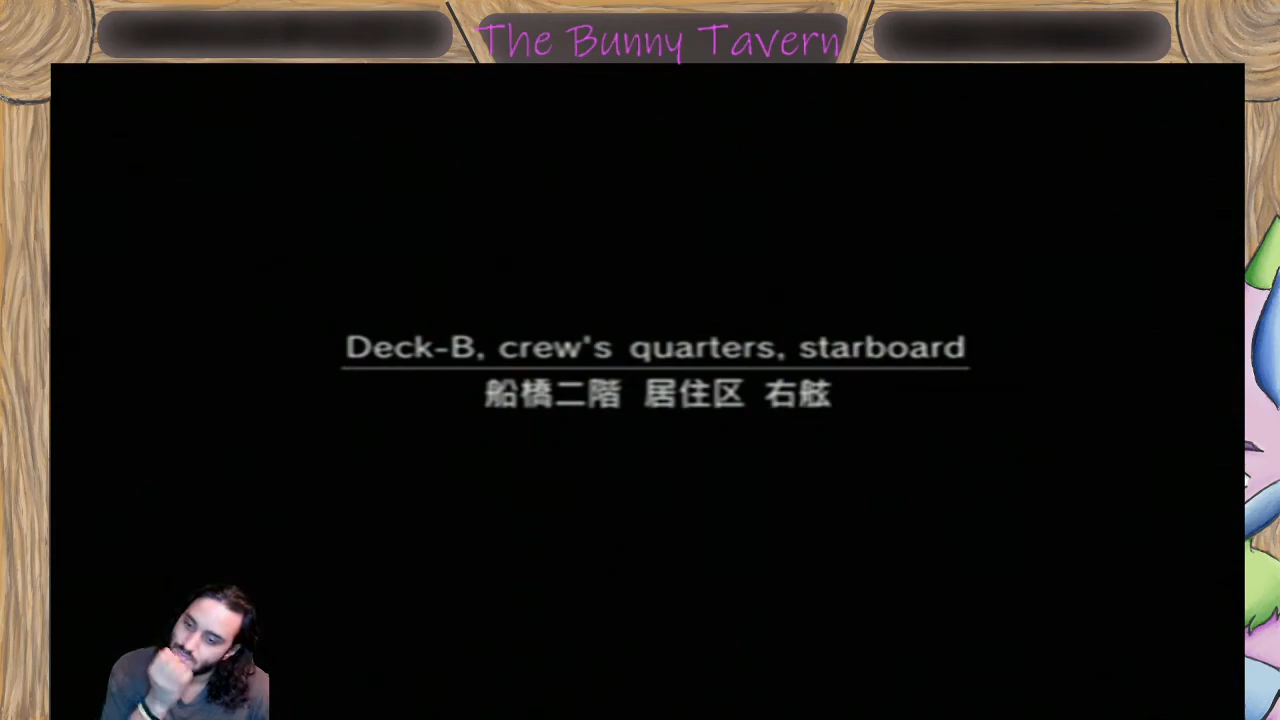 The Bunny Tavern
Deck-B, crew's quarters, starboard
船橋二階 居住区 右舷